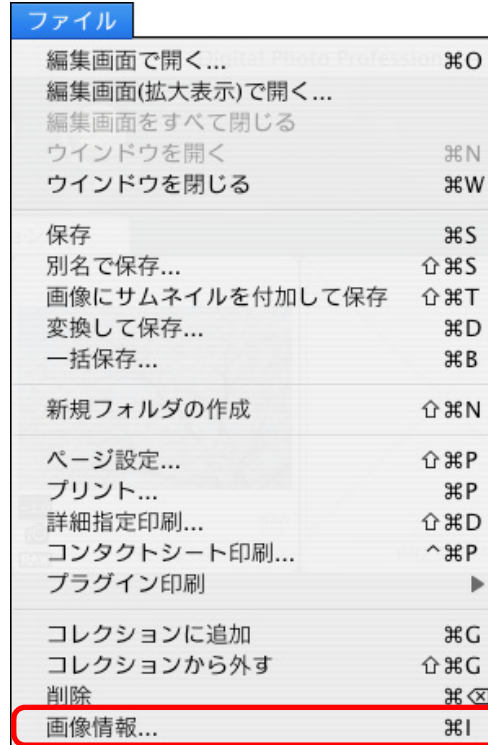 ファイル
編集画面で開く... ⌘O
編集画面(拡大表示)で開く...
編集画面をすべて閉じる
ウインドウを開く ⌘N
ウインドウを閉じる ⌘W
保存 ⌘S
別名で保存... ⇧⌘S
画像にサムネイルを付加して保存 ⇧⌘T
変換して保存... ⌘D
一括保存... ⌘B
新規フォルダの作成 ⇧⌘N
ページ設定... ⇧⌘P
プリント... ⌘P
詳細指定印刷... ⇧⌘D
コンタクトシート印刷... ^⌘P
プラグイン印刷 ▶
コレクションに追加 ⌘G
コレクションから外す ⇧⌘G
削除 ⌘⌫
画像情報... ⌘I